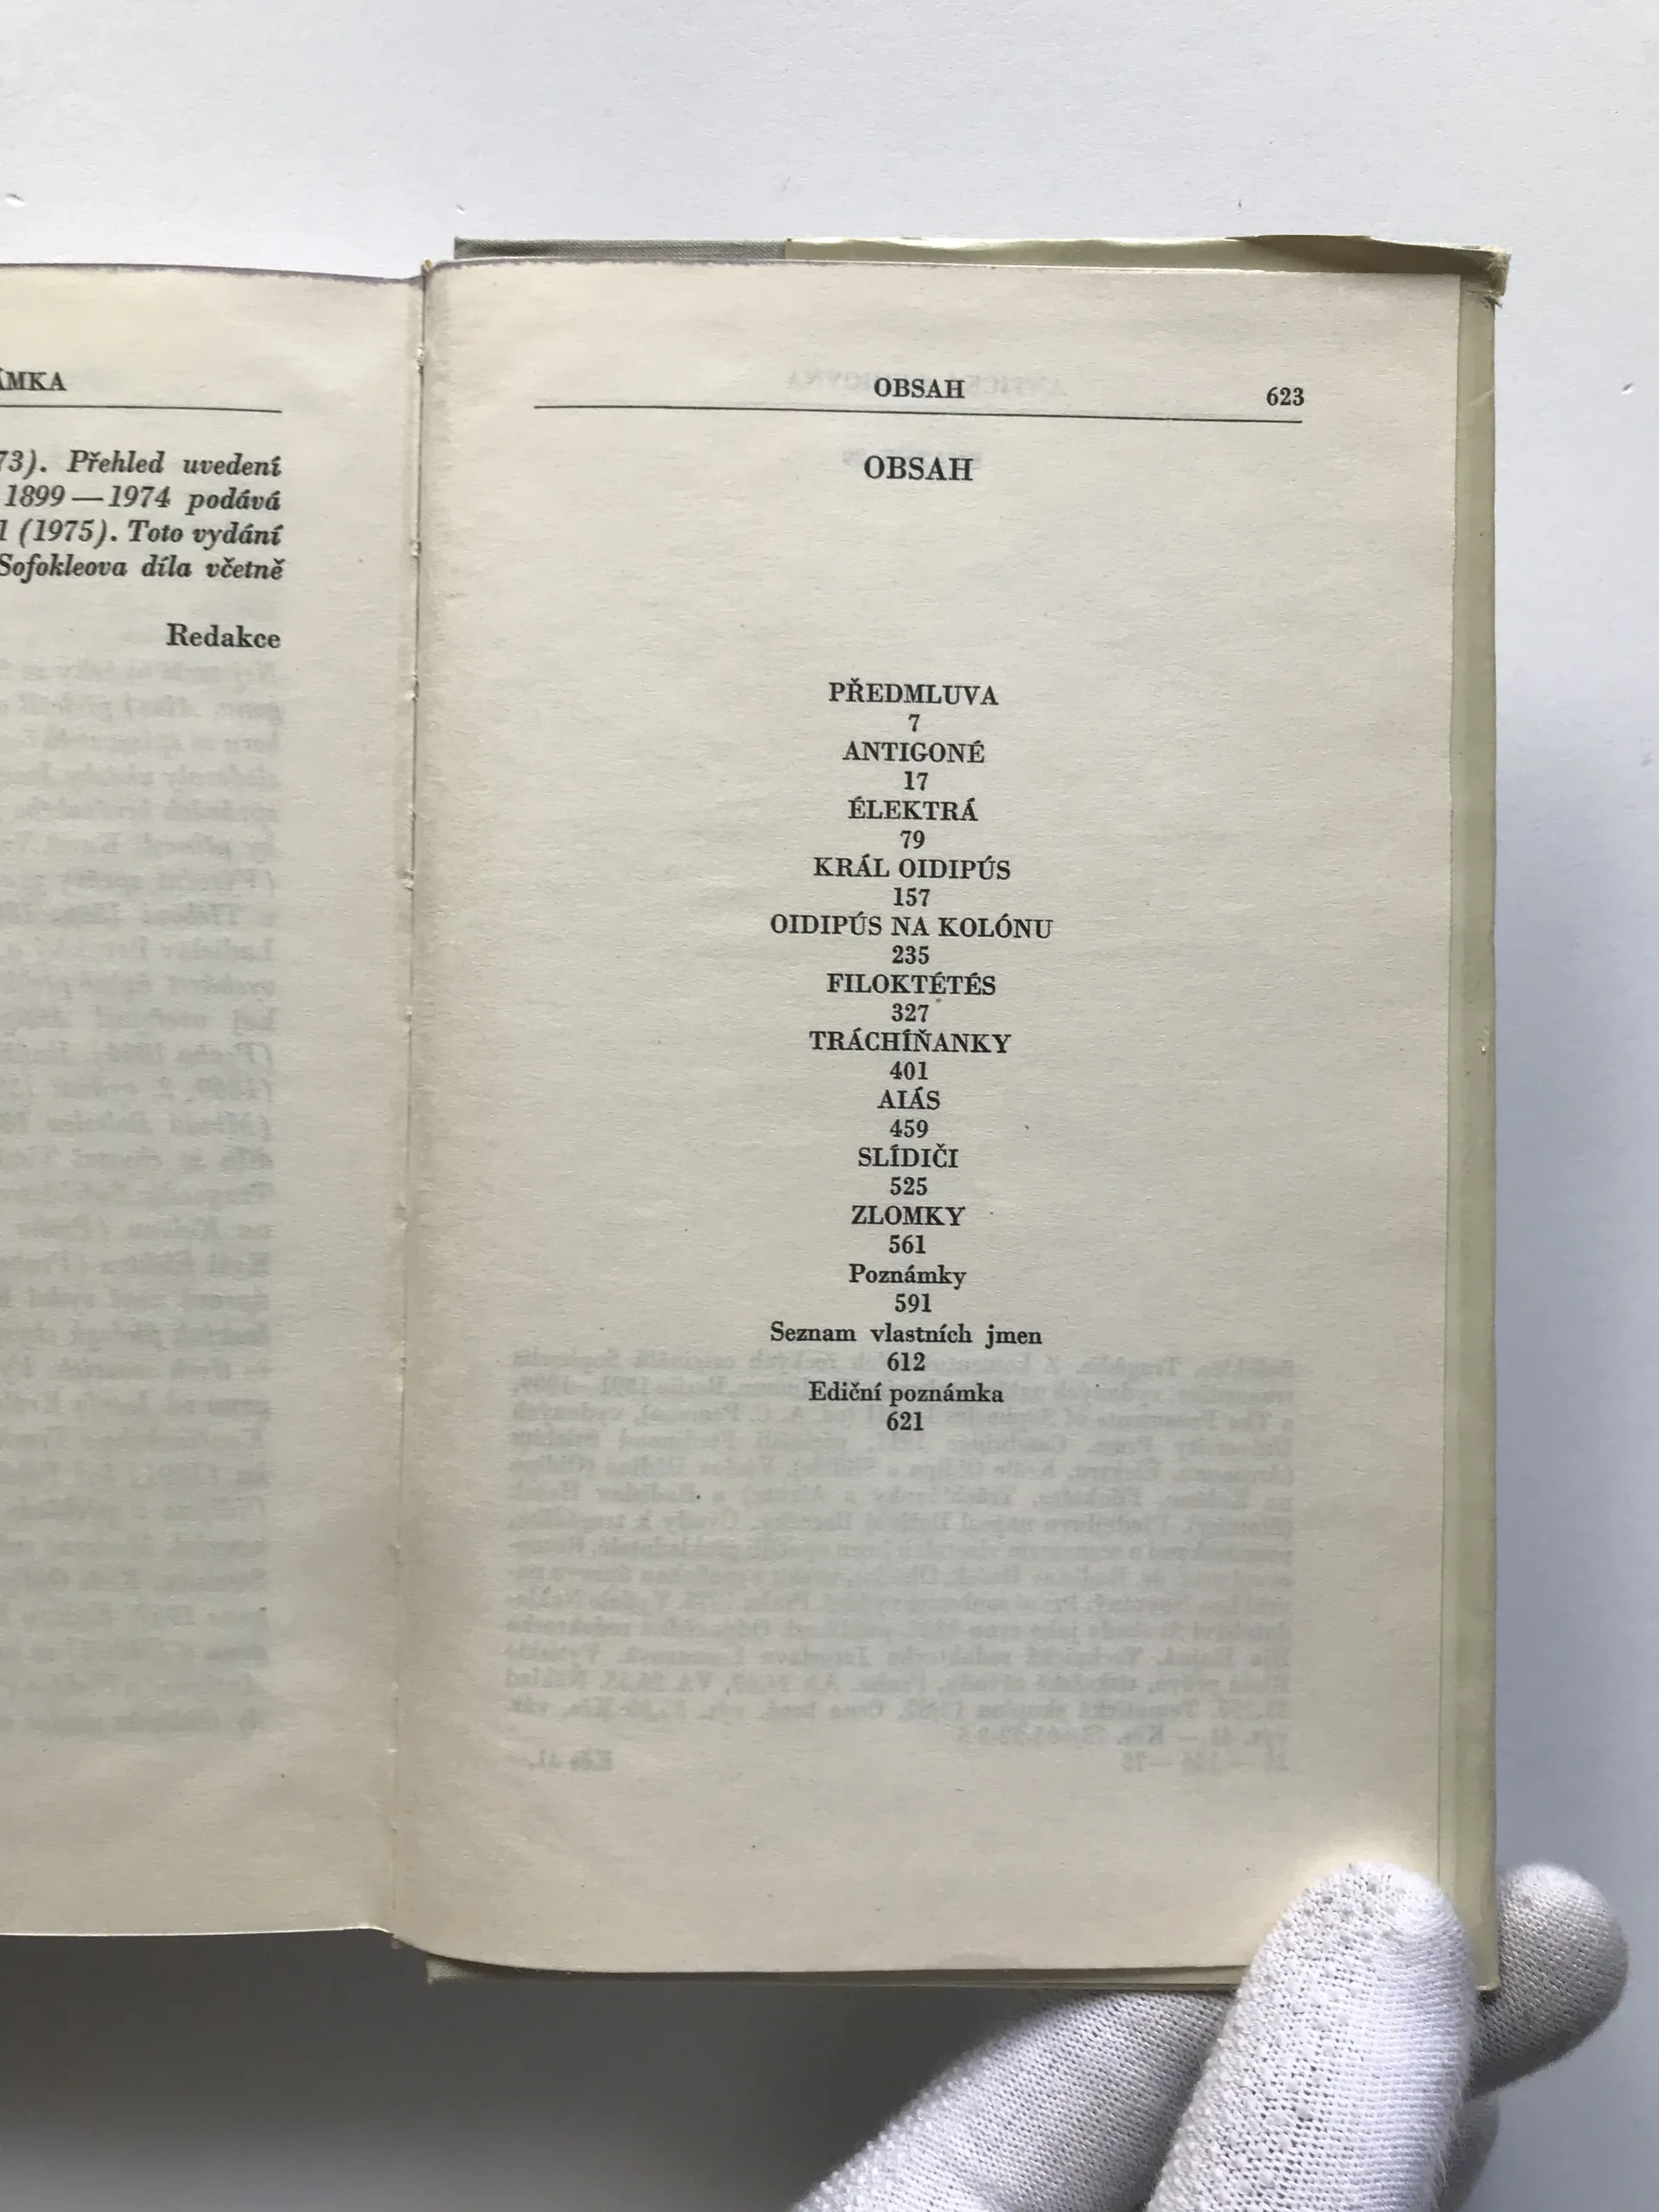 ÁMKA
73). Přehled uvedení
1899 — 1974 podává
1 (1975). Toto vydání
Sofokleova díla včetně
Redakce
OBSAH 623
OBSAH
PŘEDMLUVA
7
ANTIGONÉ
17
ÉLEKTRÁ
79
KRÁL OIDIPÚS
157
OIDIPÚS NA KOLÓNU
235
FILOKTÉTÉS
327
TRÁCHÍŇANKY
401
AIÁS
459
SLÍDIČI
525
ZLOMKY
561
Poznámky
591
Seznam vlastních jmen
612
Ediční poznámka
621